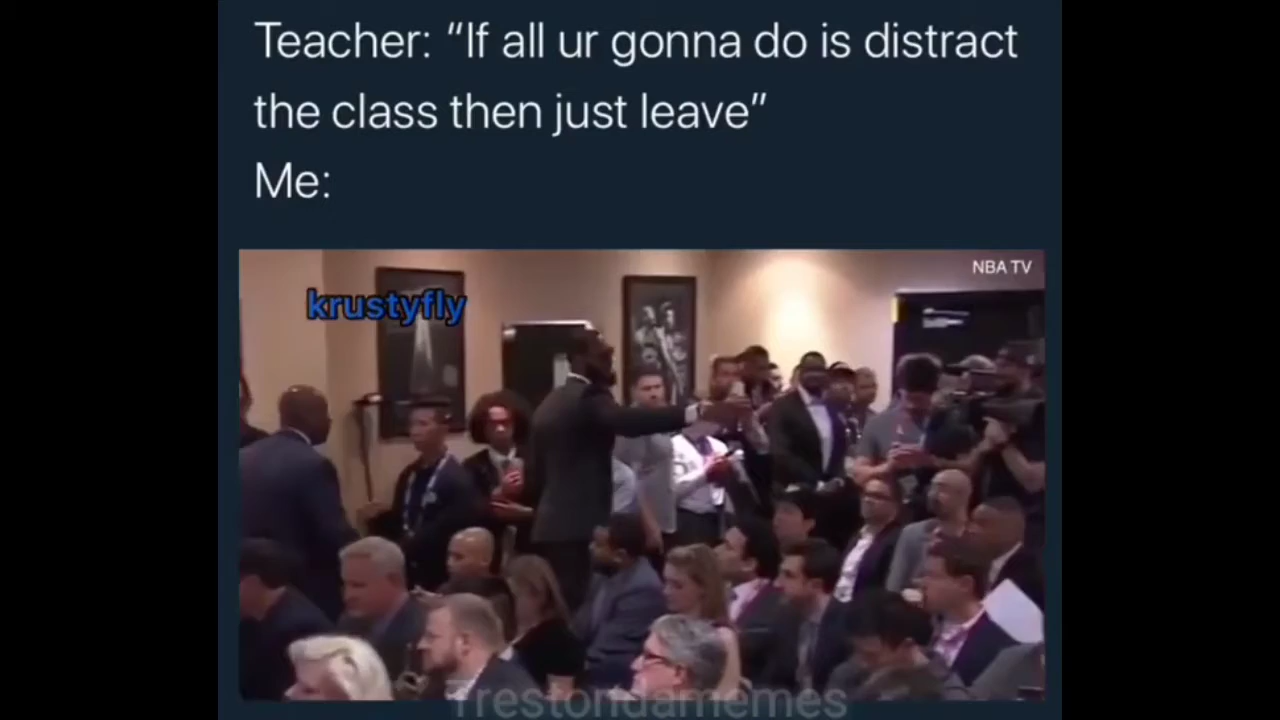 Teacher: "If all ur gonna do is distract
the class then just leave"
Me:
NBA TV
krustyfly
Trestondamemes